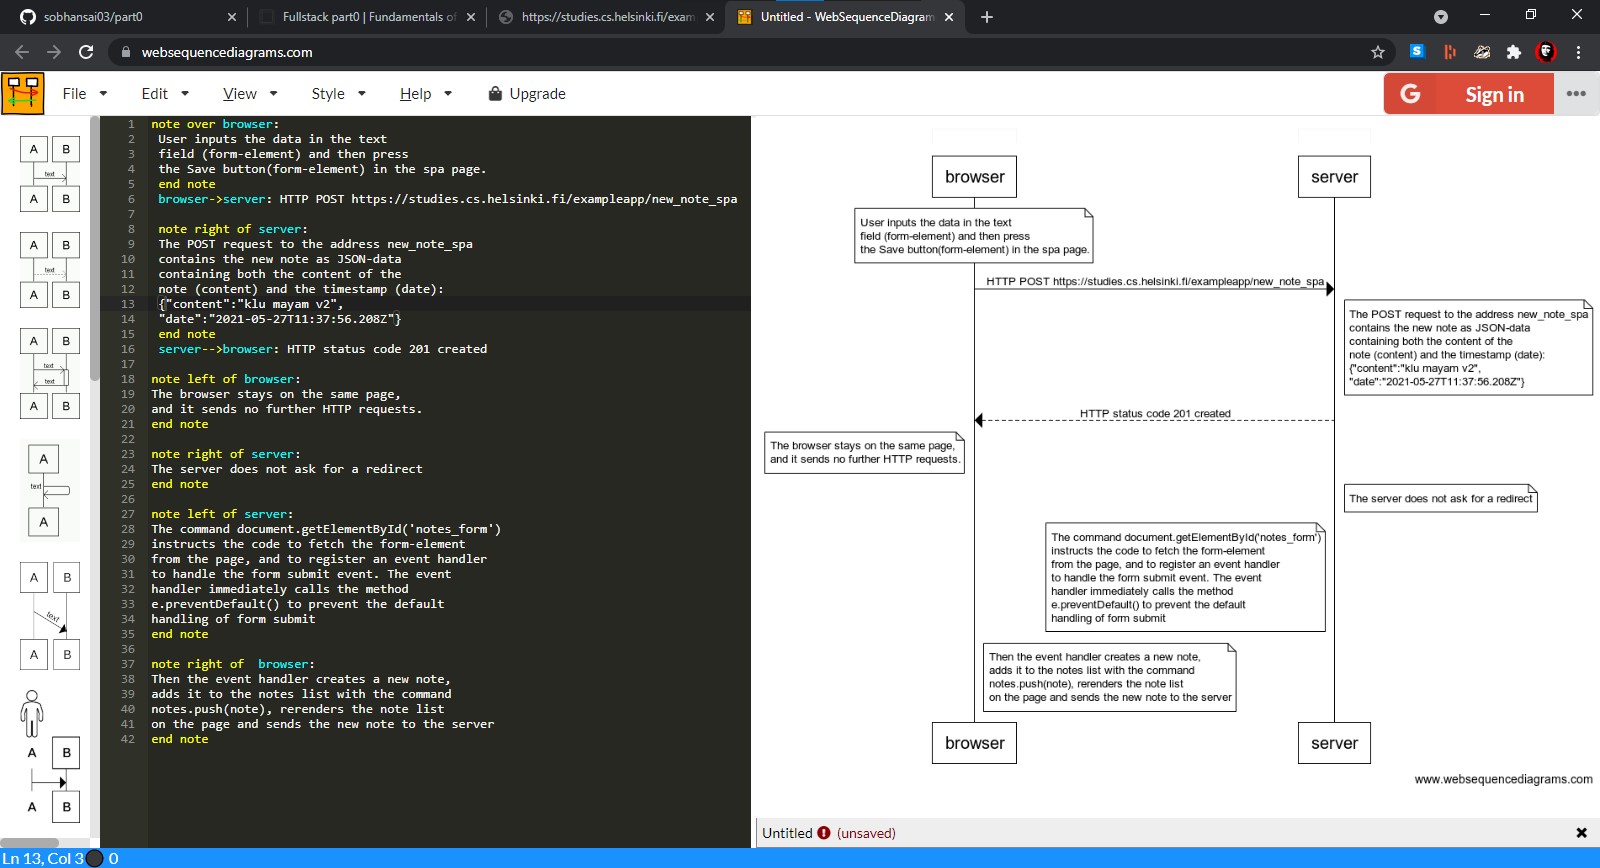 sobhansai03/part0
Fullstack part0 | Fundamentals of
https://studies.cs.helsinki.fi/exam
Untitled - WebSequenceDiagram
websequencediagrams.com
File
Edit
View
Style
Help
Upgrade
G
Sign in
A B
text
A B
A B
text
A B
A B
text
text
A B
A
text
A
A B
text
A B
A B
A B
1 note over browser:
2 User inputs the data in the text
3 field (form-element) and then press
4 the Save button(form-element) in the spa page.
5 end note
6 browser->server: HTTP POST https://studies.cs.helsinki.fi/exampleapp/new_note_spa
7
8 note right of server:
9 The POST request to the address new_note_spa
10 contains the new note as JSON-data
11 containing both the content of the
12 note (content) and the timestamp (date):
13 {"content":"klu mayam v2",
14 "date":"2021-05-27T11:37:56.208Z"}
15 end note
16 server-->browser: HTTP status code 201 created
17
18 note left of browser:
19 The browser stays on the same page,
20 and it sends no further HTTP requests.
21 end note
22
23 note right of server:
24 The server does not ask for a redirect
25 end note
26
27 note left of server:
28 The command document.getElementById('notes_form')
29 instructs the code to fetch the form-element
30 from the page, and to register an event handler
31 to handle the form submit event. The event
32 handler immediately calls the method
33 e.preventDefault() to prevent the default
34 handling of form submit
35 end note
36
37 note right of  browser:
38 Then the event handler creates a new note,
39 adds it to the notes list with the command
40 notes.push(note), rerenders the note list
41 on the page and sends the new note to the server
42 end note
browser
server
User inputs the data in the text
field (form-element) and then press
the Save button(form-element) in the spa page.
HTTP POST https://studies.cs.helsinki.fi/exampleapp/new_note_spa
The POST request to the address new_note_spa
contains the new note as JSON-data
containing both the content of the
note (content) and the timestamp (date):
{"content":"klu mayam v2",
"date":"2021-05-27T11:37:56.208Z"}
HTTP status code 201 created
The browser stays on the same page,
and it sends no further HTTP requests.
The server does not ask for a redirect
The command document.getElementById('notes_form')
instructs the code to fetch the form-element
from the page, and to register an event handler
to handle the form submit event. The event
handler immediately calls the method
e.preventDefault() to prevent the default
handling of form submit
Then the event handler creates a new note,
adds it to the notes list with the command
notes.push(note), rerenders the note list
on the page and sends the new note to the server
browser
server
www.websequencediagrams.com
Untitled (unsaved)
Ln 13, Col 3 0